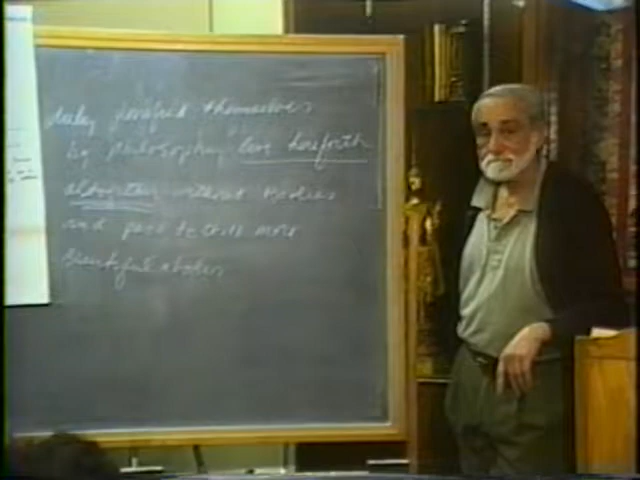 duly purified themselves
by philosophy live henceforth
altogether without Bodies
and pass to still more
Beautiful abodes